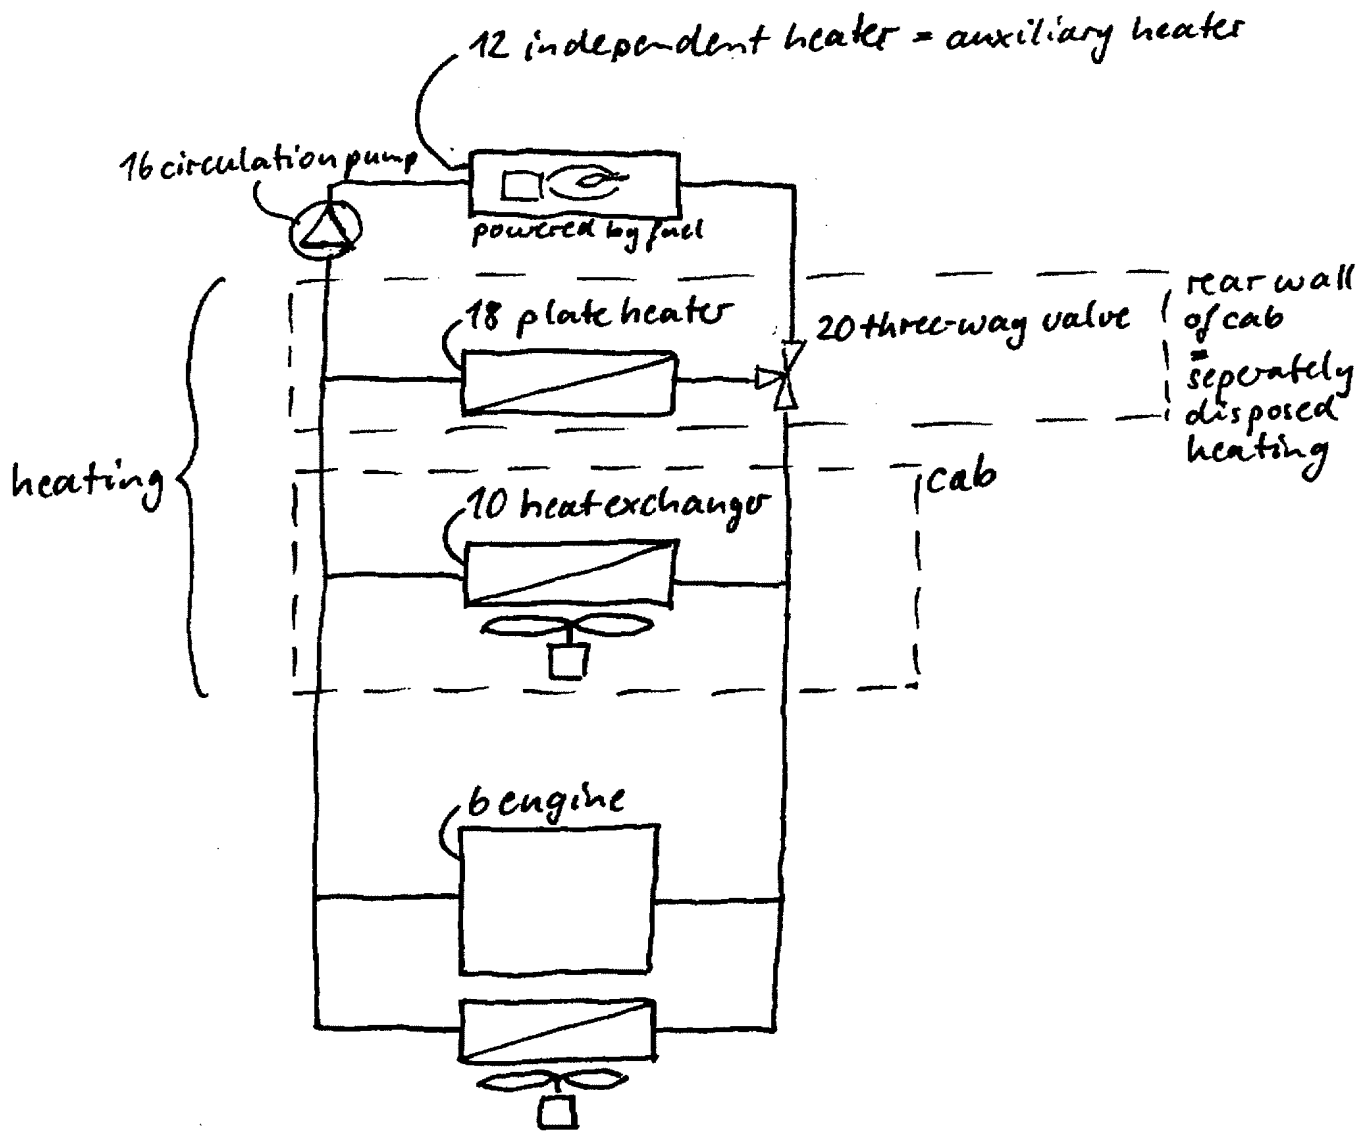 12 independent heater = auxiliary heater
16 circulation pump
powered by fuel
rear wall
of cab
=
seperately
disposed
heating
18 plate heater
20 three-way valve
heating
cab
10 heat exchanger
6 engine